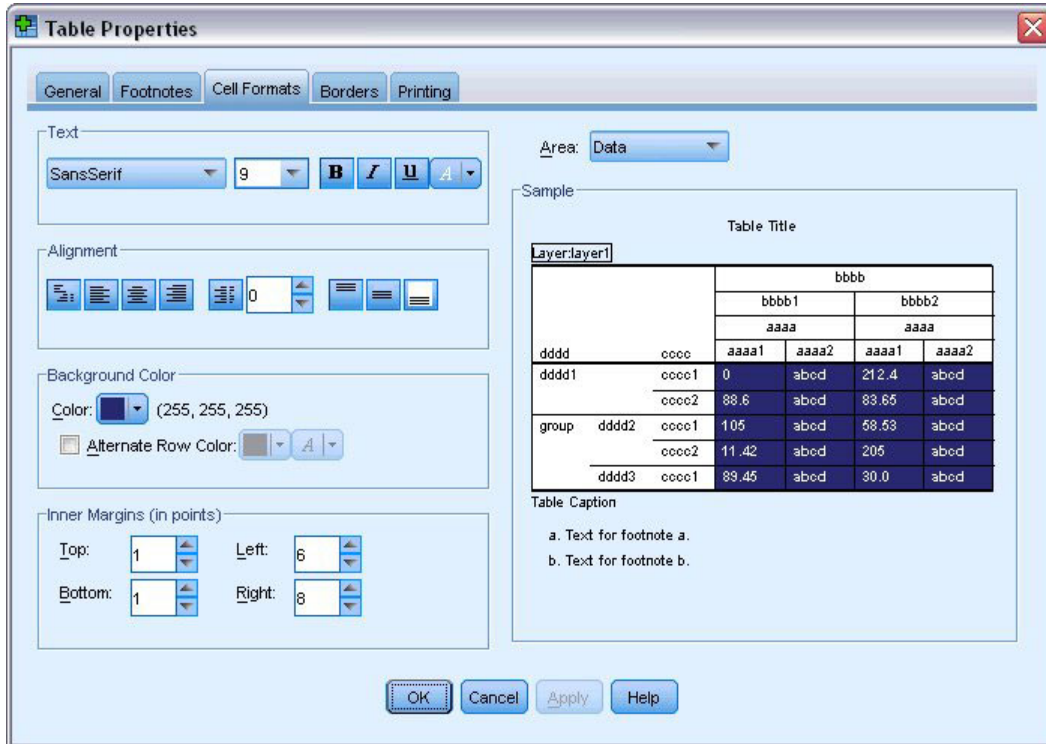 Table Properties
General Footnotes Cell Formats Borders Printing
Text
SansSerif 9 B I U A
Alignment
0
Background Color
Color: (255, 255, 255)
Alternate Row Color: A
Inner Margins (in points)
Top: 1 Left: 6
Bottom: 1 Right: 8
Area: Data
Sample
Table Title
Layer:layer1
bbbb
bbbb1 bbbb2
aaaa aaaa
dddd cccc aaaa1 aaaa2 aaaa1 aaaa2
dddd1 cccc1 0 abcd 212.4 abcd
cccc2 88.6 abcd 83.65 abcd
group dddd2 cccc1 105 abcd 58.53 abcd
cccc2 11.42 abcd 205 abcd
dddd3 cccc1 89.45 abcd 30.0 abcd
Table Caption
a. Text for footnote a.
b. Text for footnote b.
OK Cancel Apply Help